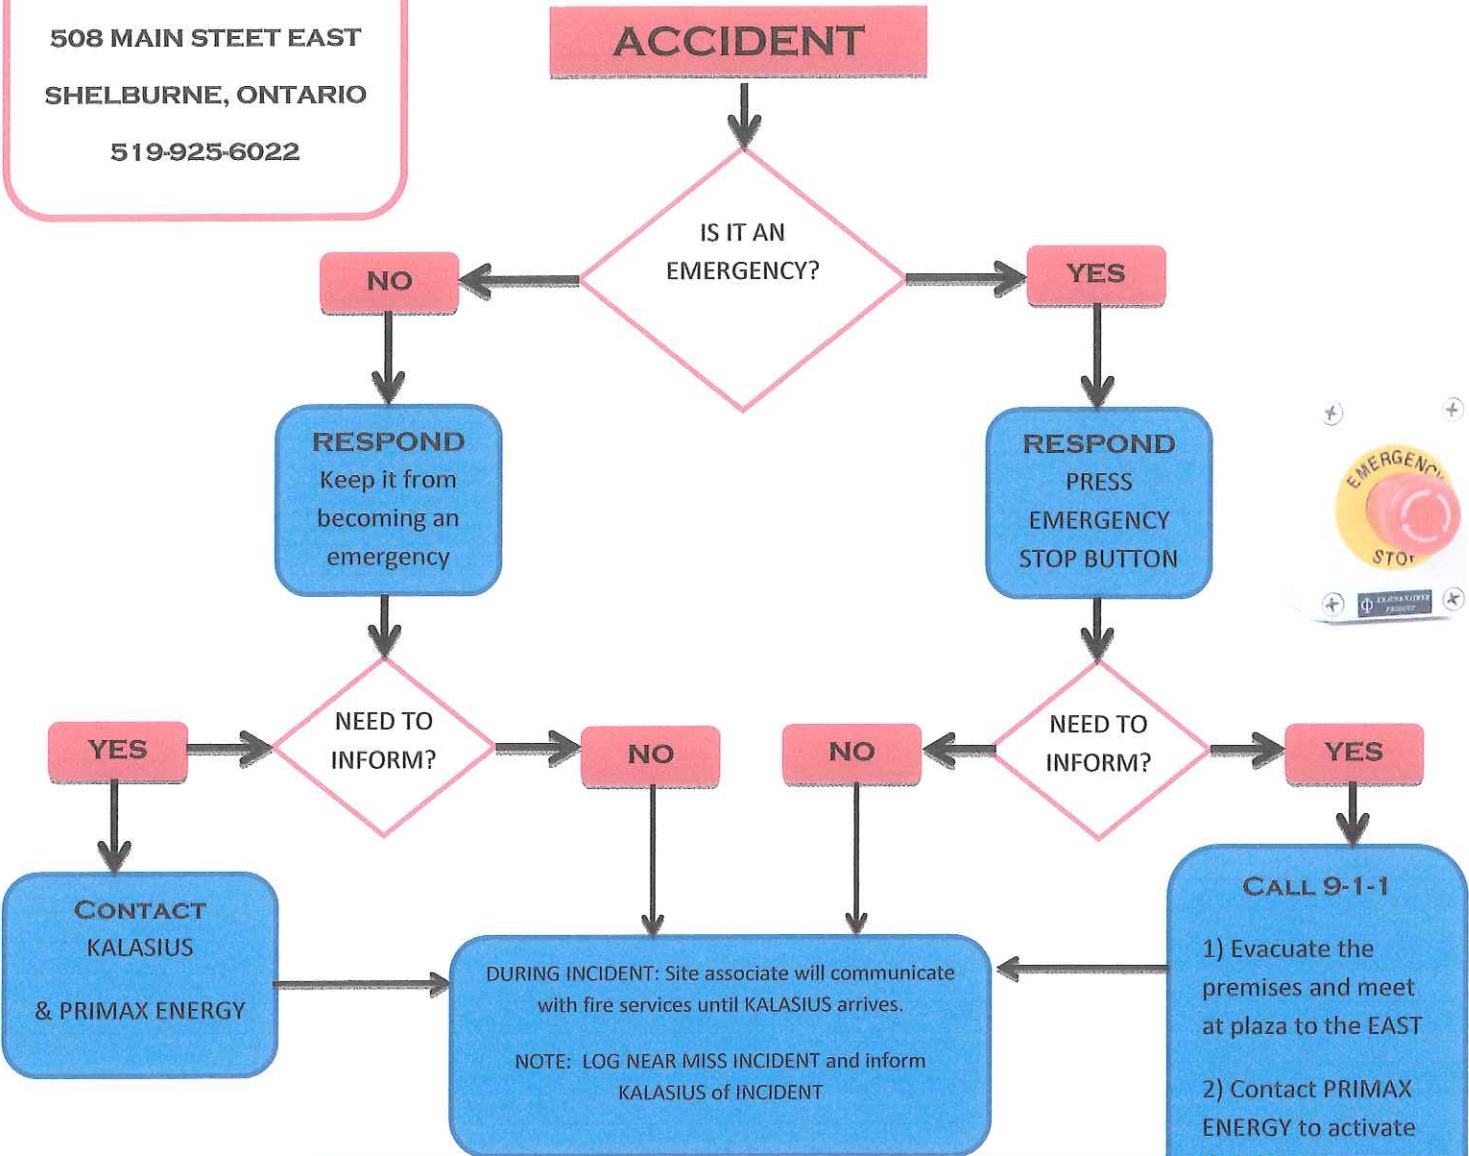 508 MAIN STEET EAST
SHELBURNE, ONTARIO
519-925-6022
ACCIDENT
IS IT AN
EMERGENCY?
NO
YES
RESPOND
Keep it from
becoming an
emergency
RESPOND
PRESS
EMERGENCY
STOP BUTTON
EMERGENCY
STOP
NEED TO
INFORM?
YES
NO
NEED TO
INFORM?
NO
YES
CONTACT
KALASIUS
& PRIMAX ENERGY
DURING INCIDENT: Site associate will communicate
with fire services until KALASIUS arrives.
NOTE: LOG NEAR MISS INCIDENT and inform
KALASIUS of INCIDENT
CALL 9-1-1
1) Evacuate the
premises and meet
at plaza to the EAST
2) Contact PRIMAX
ENERGY to activate